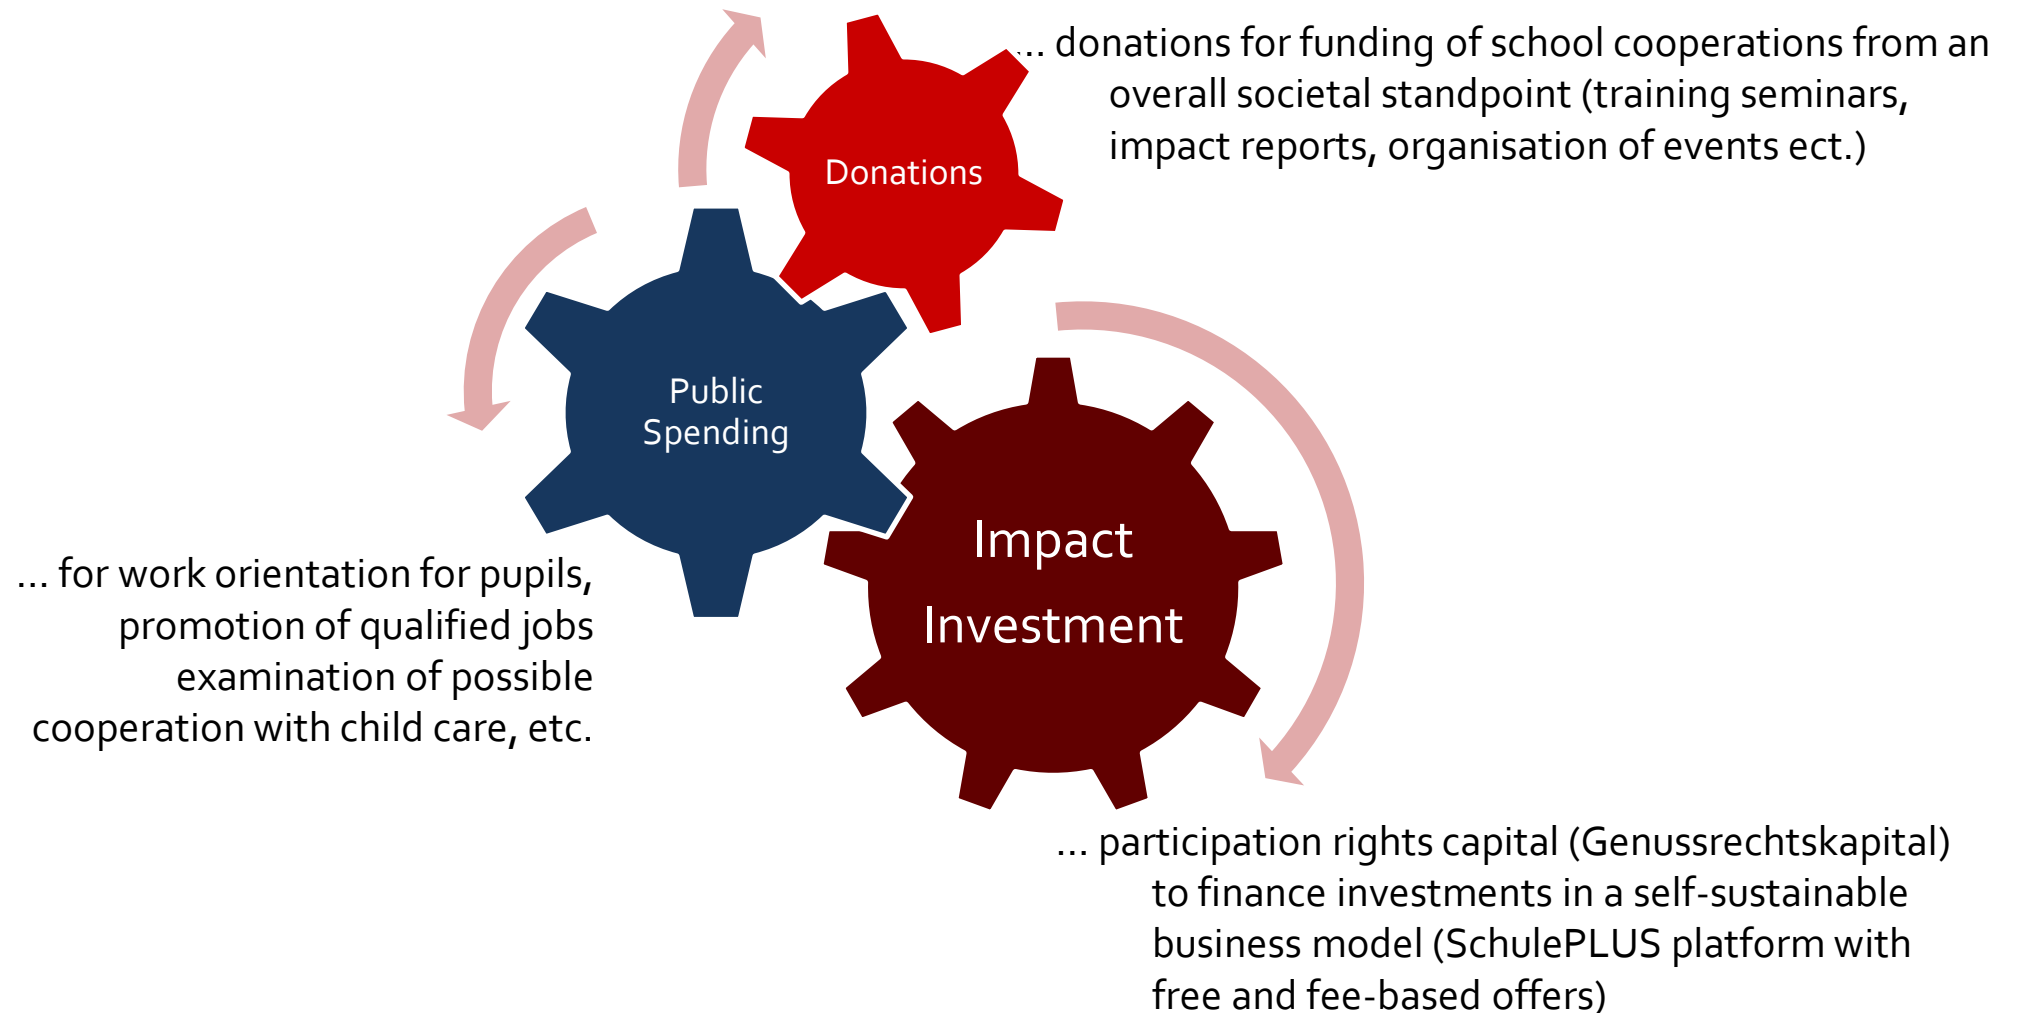 ... donations for funding of school cooperations from an
overall societal standpoint (training seminars,
impact reports, organisation of events ect.)
Donations
Public
Spending
Impact
Investment
... for work orientation for pupils,
promotion of qualified jobs
examination of possible
cooperation with child care, etc.
... participation rights capital (Genussrechtskapital)
to finance investments in a self-sustainable
business model (SchulePLUS platform with
free and fee-based offers)